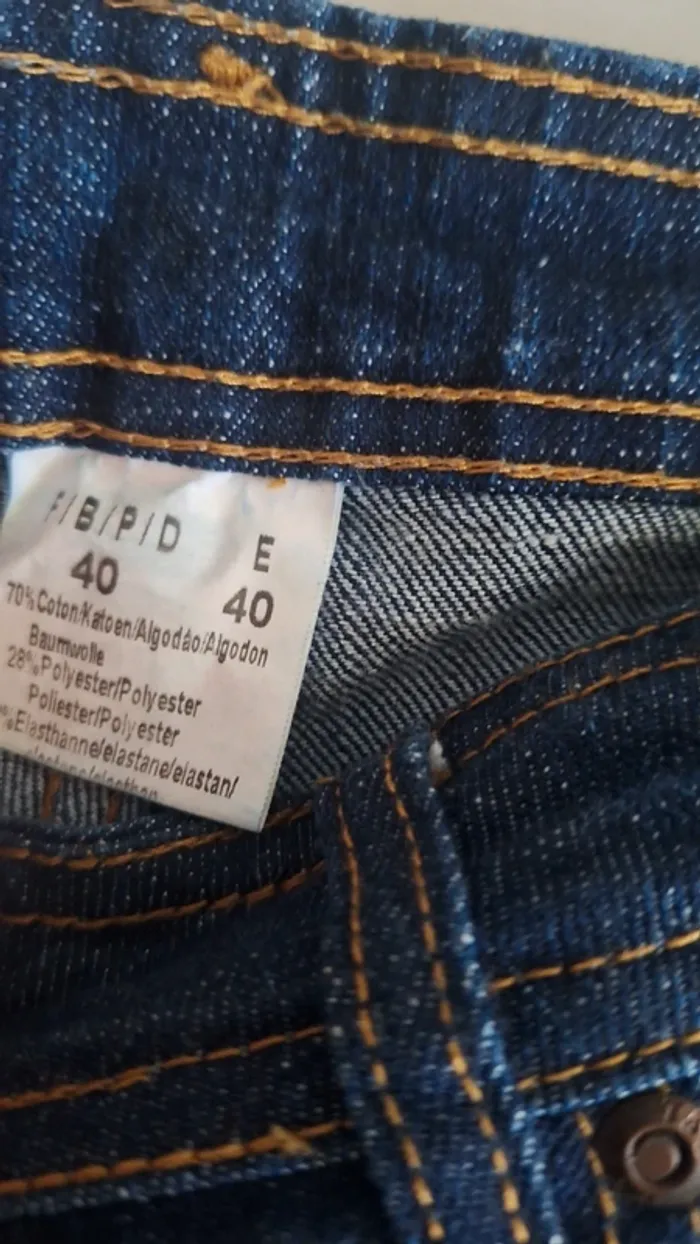 F/B/P/D E
40 40
70%Coton/Katoen/Algodão/Algodon
Baumwolle
28%Polyester/Polyester
Poliester/Polyester
%Elasthanne/elastane/elastan/